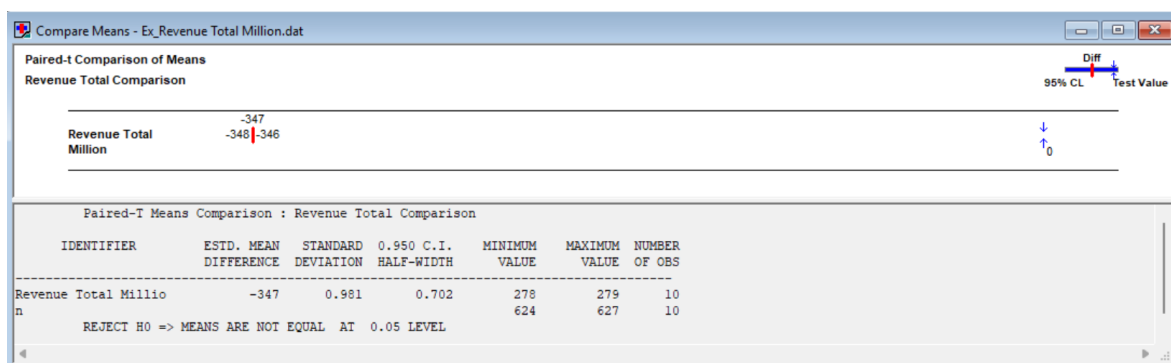 Compare Means - Ex_Revenue Total Million.dat
Paired-t Comparison of Means
Revenue Total Comparison
Diff
95% CL Test Value
-347
Revenue Total Million -348 -346
0
Paired-T Means Comparison : Revenue Total Comparison
IDENTIFIER ESTD. MEAN STANDARD 0.950 C.I. MINIMUM MAXIMUM NUMBER
DIFFERENCE DEVIATION HALF-WIDTH VALUE VALUE OF OBS
Revenue Total Millio -347 0.981 0.702 278 279 10
n 624 627 10
REJECT H0 => MEANS ARE NOT EQUAL AT 0.05 LEVEL